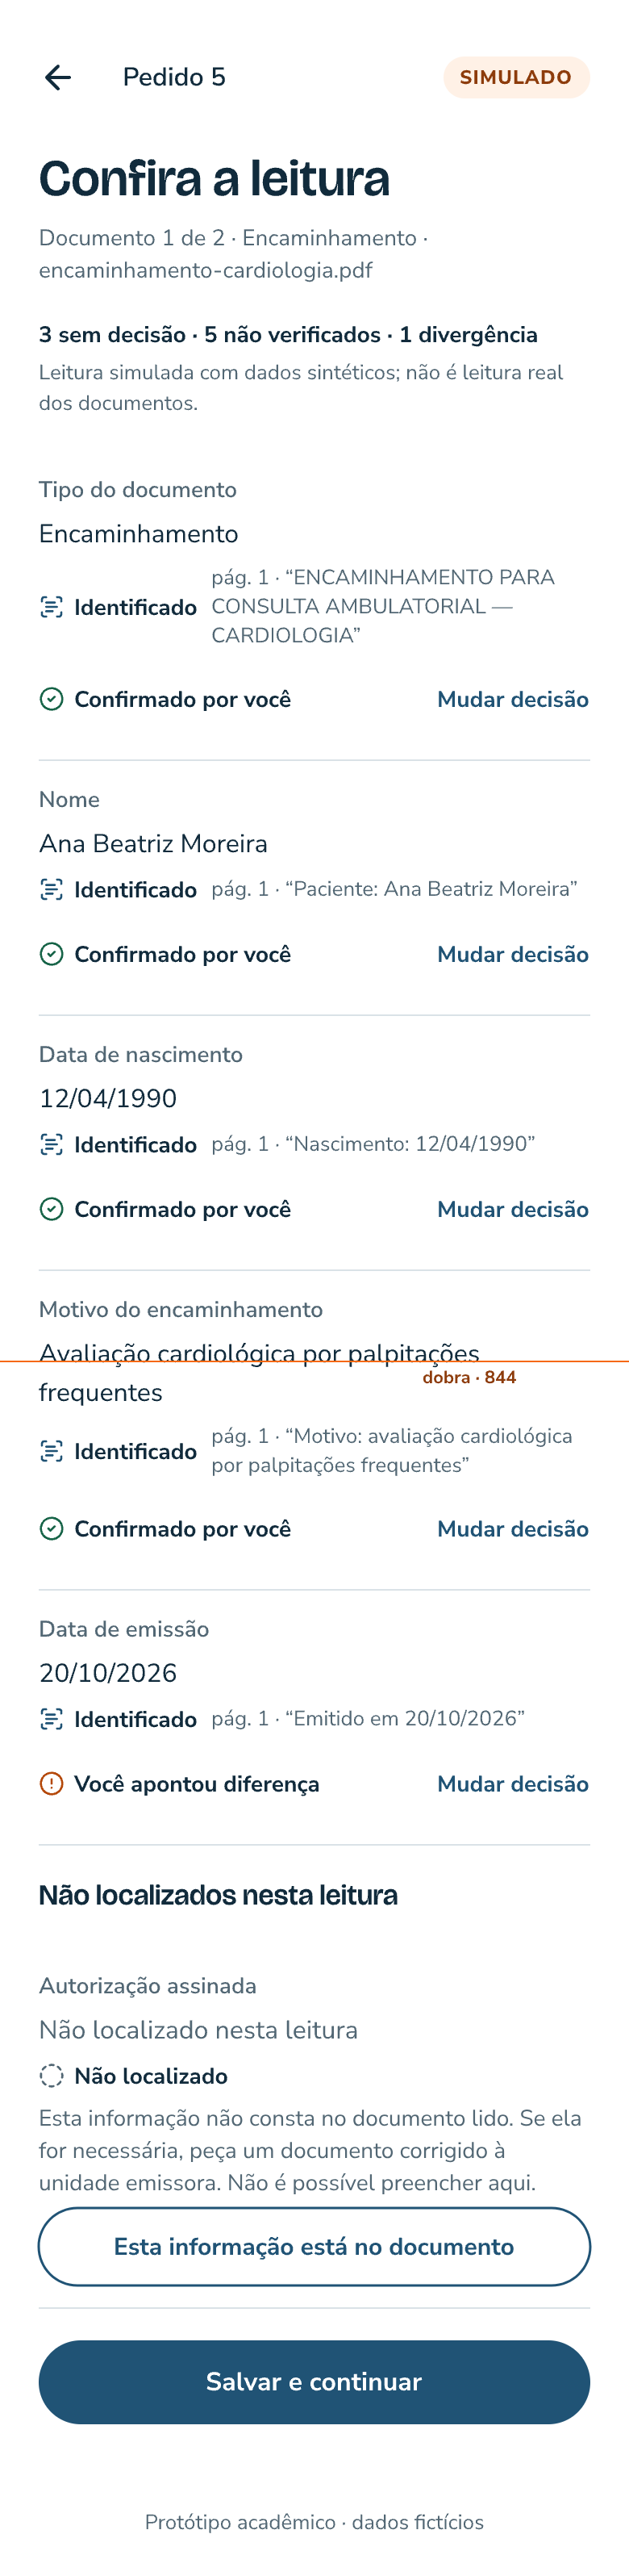 Pedido 5
SIMULADO
Confira a leitura
Documento 1 de 2 · Encaminhamento ·
encaminhamento-cardiologia.pdf
3 sem decisão · 5 não verificados · 1 divergência
Leitura simulada com dados sintéticos; não é leitura real
dos documentos.
Tipo do documento
Encaminhamento
Identificado
pág. 1 · “ENCAMINHAMENTO PARA
CONSULTA AMBULATORIAL —
CARDIOLOGIA”
Confirmado por você
Mudar decisão
Nome
Ana Beatriz Moreira
Identificado
pág. 1 · “Paciente: Ana Beatriz Moreira”
Confirmado por você
Mudar decisão
Data de nascimento
12/04/1990
Identificado
pág. 1 · “Nascimento: 12/04/1990”
Confirmado por você
Mudar decisão
Motivo do encaminhamento
Avaliação cardiológica por palpitações
dobra · 844
frequentes
Identificado
pág. 1 · “Motivo: avaliação cardiológica
por palpitações frequentes”
Confirmado por você
Mudar decisão
Data de emissão
20/10/2026
Identificado
pág. 1 · “Emitido em 20/10/2026”
Você apontou diferença
Mudar decisão
Não localizados nesta leitura
Autorização assinada
Não localizado nesta leitura
Não localizado
Esta informação não consta no documento lido. Se ela
for necessária, peça um documento corrigido à
unidade emissora. Não é possível preencher aqui.
Esta informação está no documento
Salvar e continuar
Protótipo acadêmico · dados fictícios